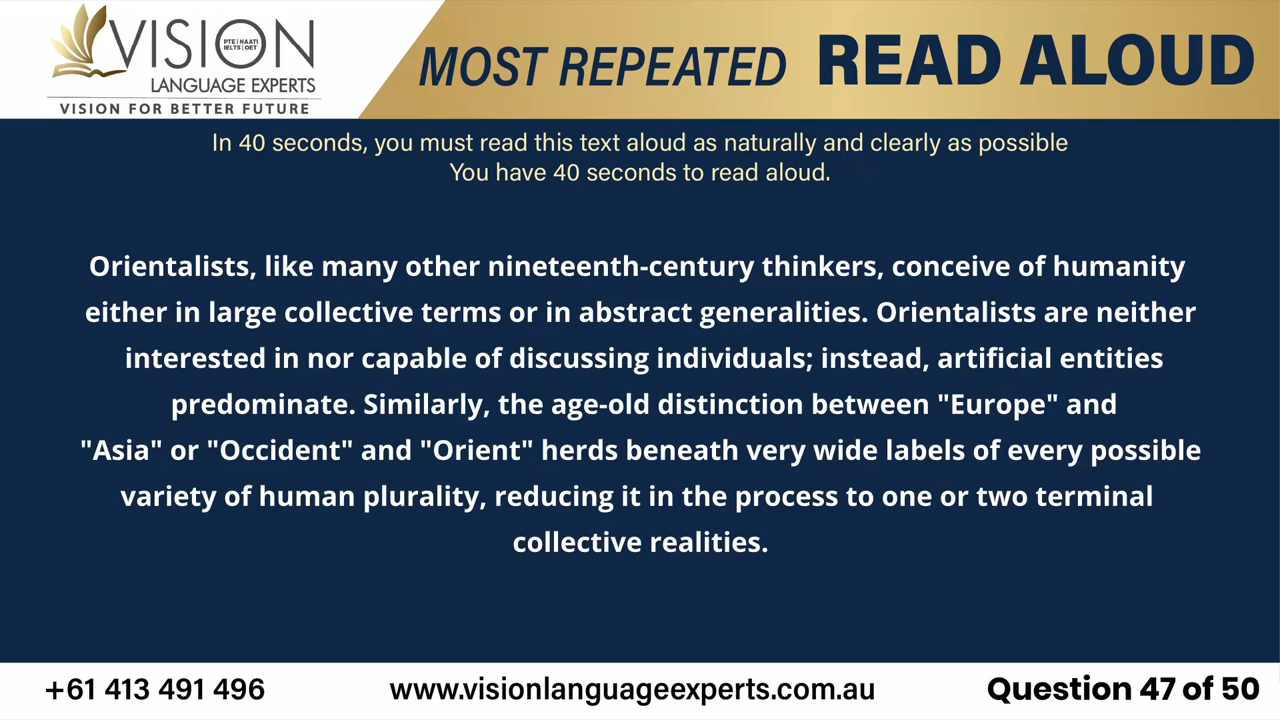 VISION
PTE | NAATI
IELTS | OET
LANGUAGE EXPERTS
VISION FOR BETTER FUTURE
MOST REPEATED READ ALOUD
In 40 seconds, you must read this text aloud as naturally and clearly as possible
You have 40 seconds to read aloud.
Orientalists, like many other nineteenth-century thinkers, conceive of humanity
either in large collective terms or in abstract generalities. Orientalists are neither
interested in nor capable of discussing individuals; instead, artificial entities
predominate. Similarly, the age-old distinction between "Europe" and
"Asia" or "Occident" and "Orient" herds beneath very wide labels of every possible
variety of human plurality, reducing it in the process to one or two terminal
collective realities.
+61 413 491 496
www.visionlanguageexperts.com.au
Question 47 of 50